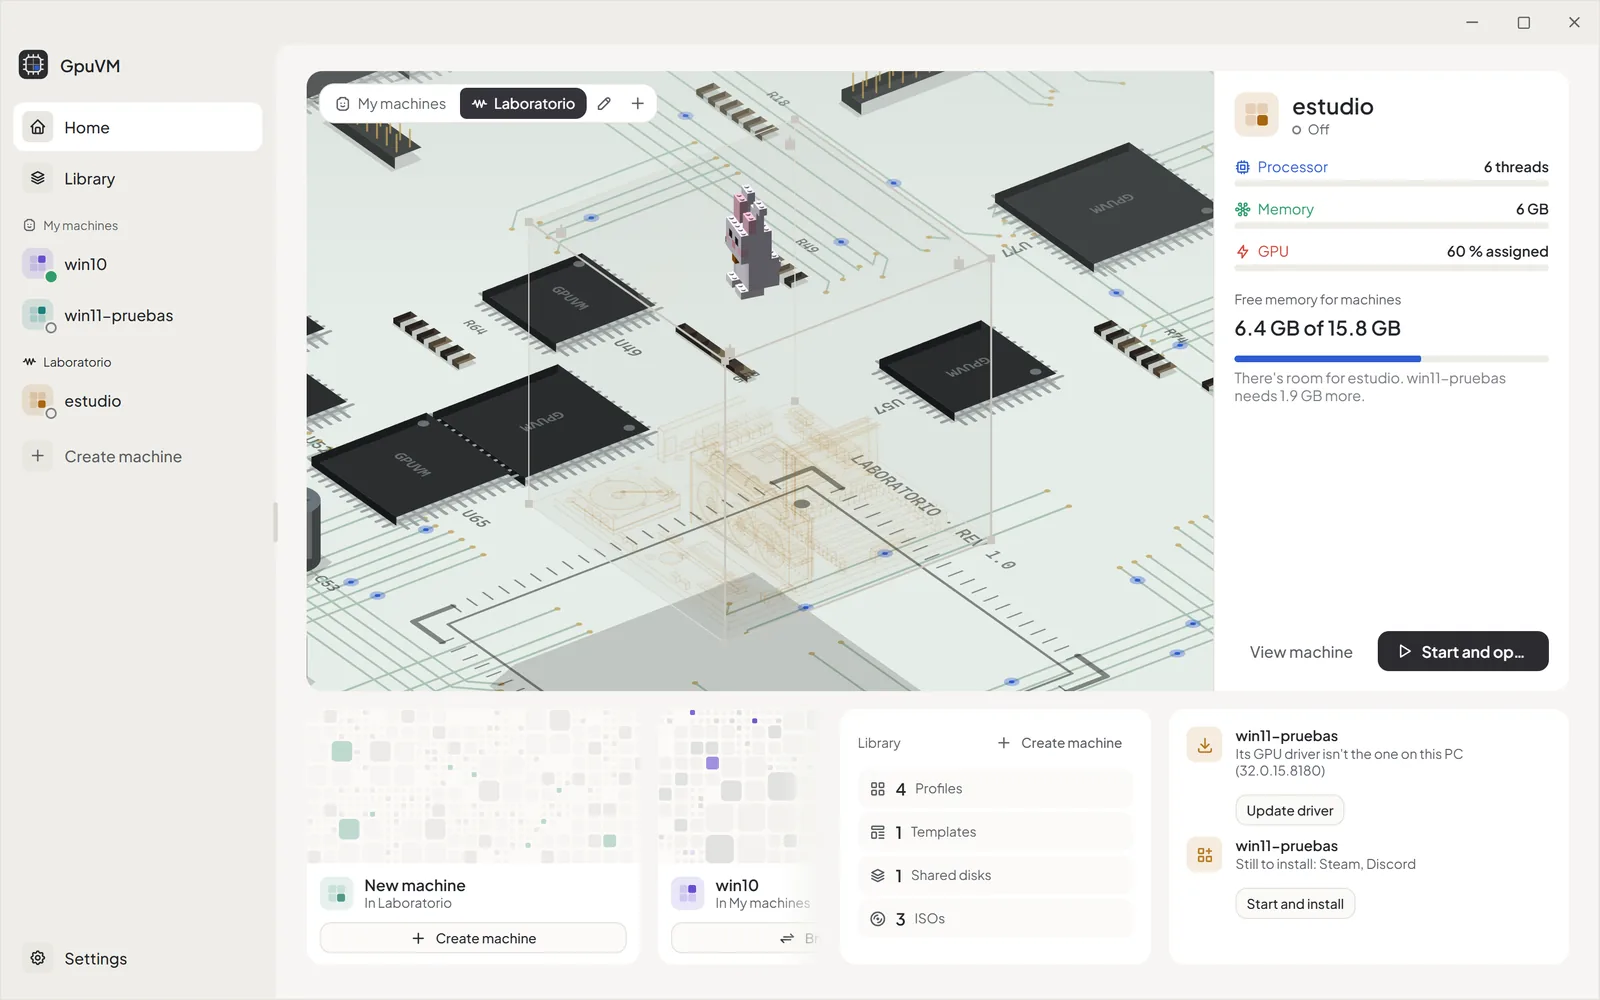 GpuVM
Home
Library
My machines
win10
win11-pruebas
Laboratorio
estudio
Create machine
Settings
My machines
Laboratorio
R18
R49
R64
U49
U77
U57
U65
C53
GPUVM
GPUVM
GPUVM
GPUVM
GPUVM
LABORATORIO · REV 1.0
estudio
Off
Processor
6 threads
Memory
6 GB
GPU
60 % assigned
Free memory for machines
6.4 GB of 15.8 GB
There's room for estudio. win11-pruebas
needs 1.9 GB more.
View machine
Start and op...
New machine
In Laboratorio
Create machine
win10
In My machines
Library
Create machine
4 Profiles
1 Templates
1 Shared disks
3 ISOs
win11-pruebas
Its GPU driver isn't the one on this PC
(32.0.15.8180)
Update driver
win11-pruebas
Still to install: Steam, Discord
Start and install